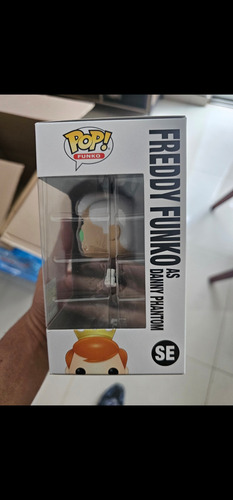 POP!
FUNKO
FREDDY FUNKO
AS
DANNY PHANTOM
SE